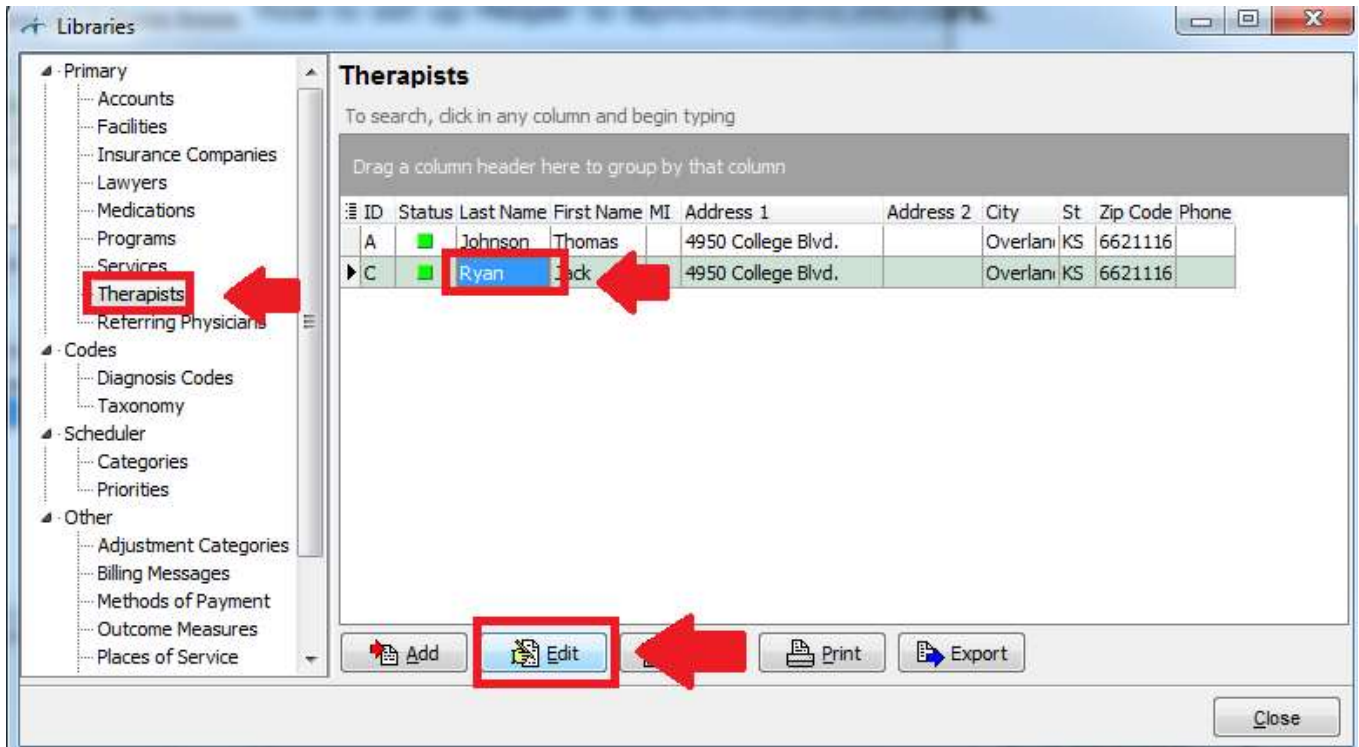 Libraries
Primary
Accounts
Facilities
Insurance Companies
Lawyers
Medications
Programs
Services
Therapists
Referring Physicians
Codes
Diagnosis Codes
Taxonomy
Scheduler
Categories
Priorities
Other
Adjustment Categories
Billing Messages
Methods of Payment
Outcome Measures
Places of Service
Therapists
To search, click in any column and begin typing
Drag a column header here to group by that column
ID Status Last Name First Name MI Address 1 Address 2 City St Zip Code Phone
A Johnson Thomas 4950 College Blvd. Overlan KS 6621116
C Ryan Jack 4950 College Blvd. Overlan KS 6621116
Add Edit Print Export
Close